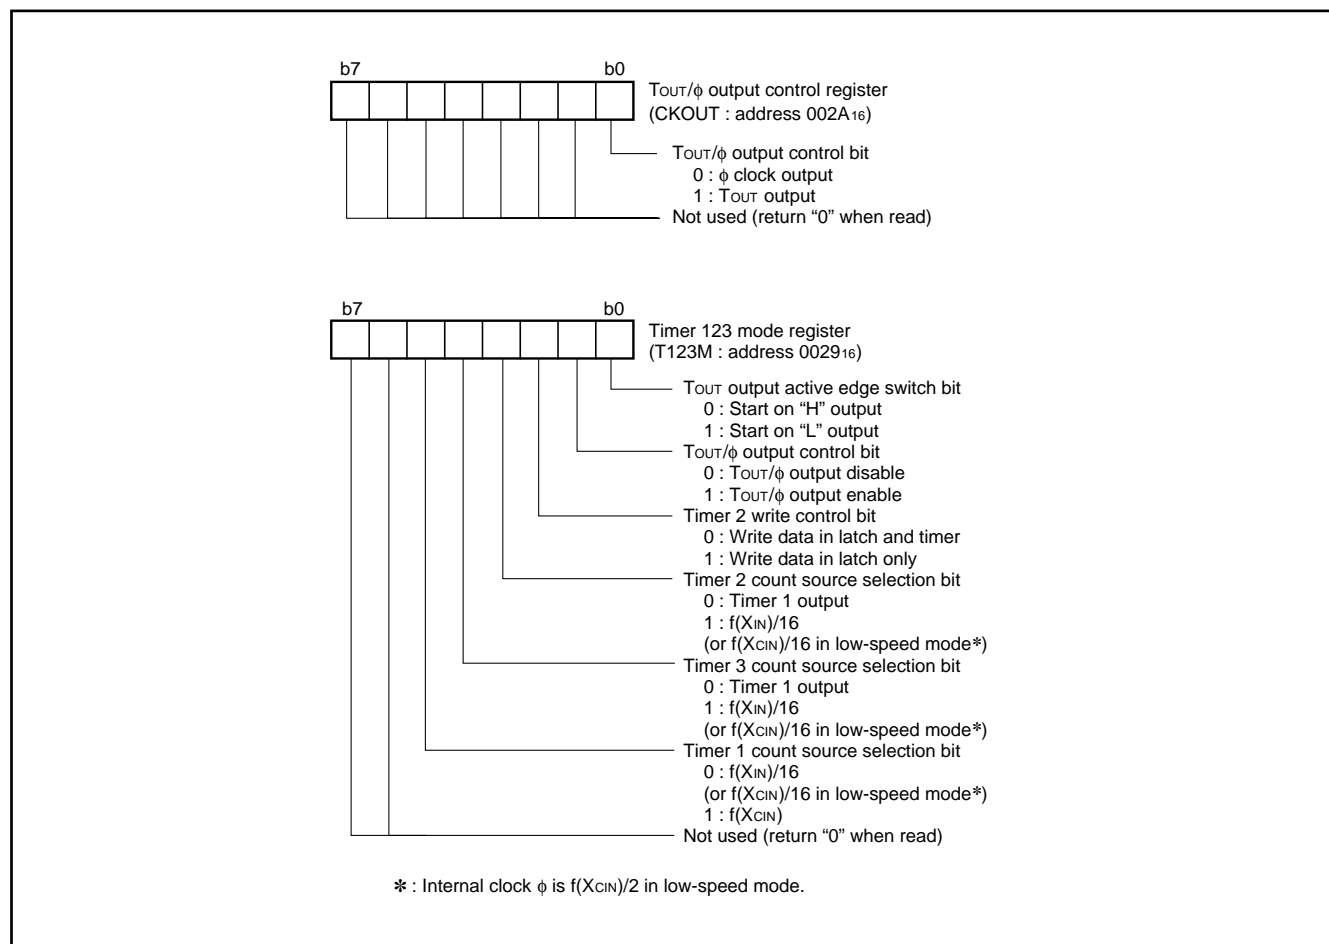 b7 b0
TOUT/ϕ output control register
(CKOUT : address 002A16)
TOUT/ϕ output control bit
0 : ϕ clock output
1 : TOUT output
Not used (return “0” when read)
b7 b0
Timer 123 mode register
(T123M : address 002916)
TOUT output active edge switch bit
0 : Start on “H” output
1 : Start on “L” output
TOUT/ϕ output control bit
0 : TOUT/ϕ output disable
1 : TOUT/ϕ output enable
Timer 2 write control bit
0 : Write data in latch and timer
1 : Write data in latch only
Timer 2 count source selection bit
0 : Timer 1 output
1 : f(XIN)/16
(or f(XCIN)/16 in low-speed mode*)
Timer 3 count source selection bit
0 : Timer 1 output
1 : f(XIN)/16
(or f(XCIN)/16 in low-speed mode*)
Timer 1 count source selection bit
0 : f(XIN)/16
(or f(XCIN)/16 in low-speed mode*)
1 : f(XCIN)
Not used (return “0” when read)
* : Internal clock ϕ is f(XCIN)/2 in low-speed mode.